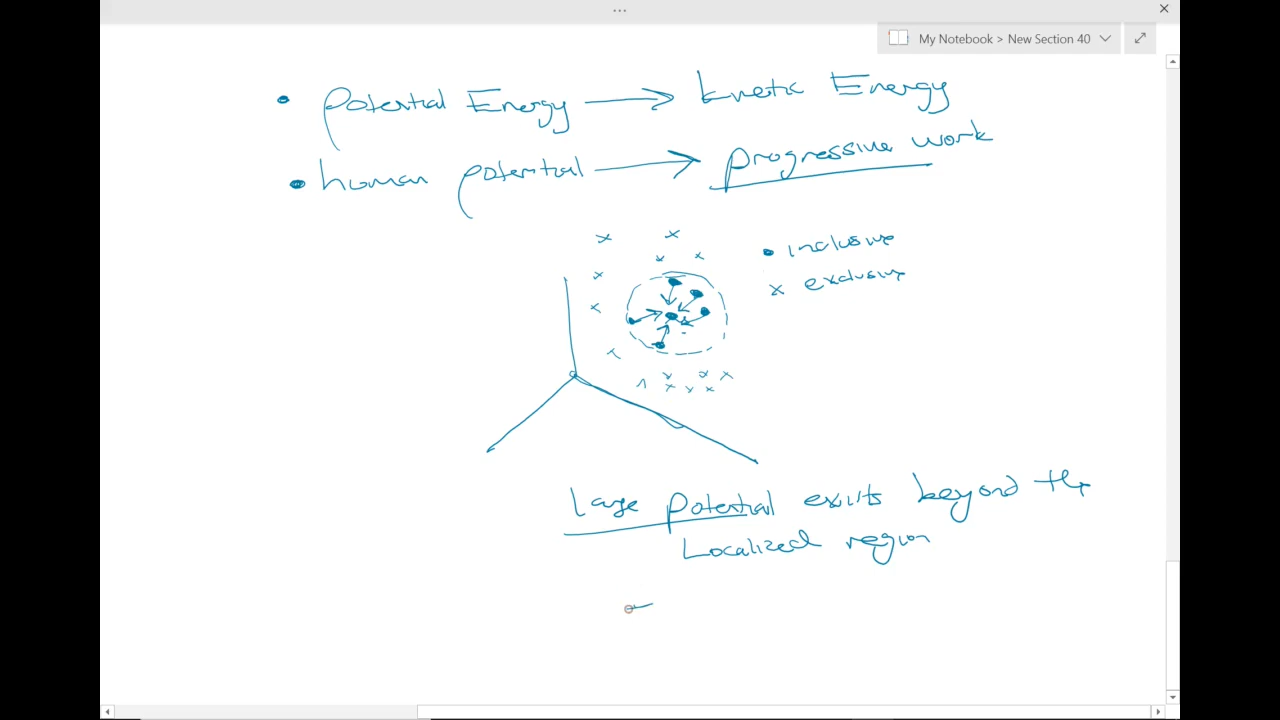 My Notebook > New Section 40
• Potential Energy → kinetic Energy
• human potential → progressive work
• inclusive
x exclusive
Large potential exists beyond the
Localized region